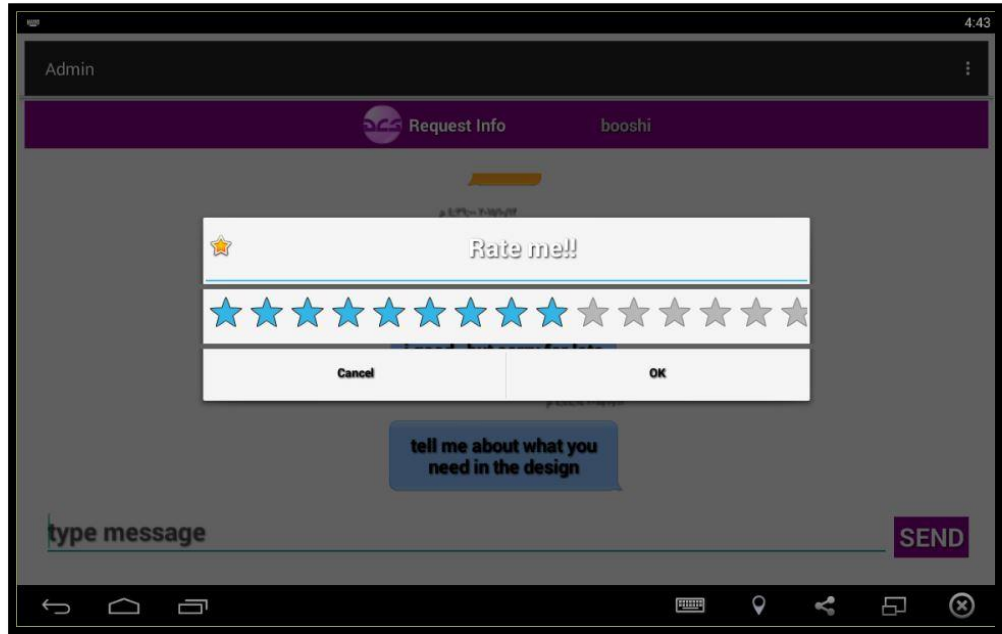 4:43
Admin
Request Info booshi
Rate me!!
Cancel OK
tell me about what you
need in the design
type message
SEND